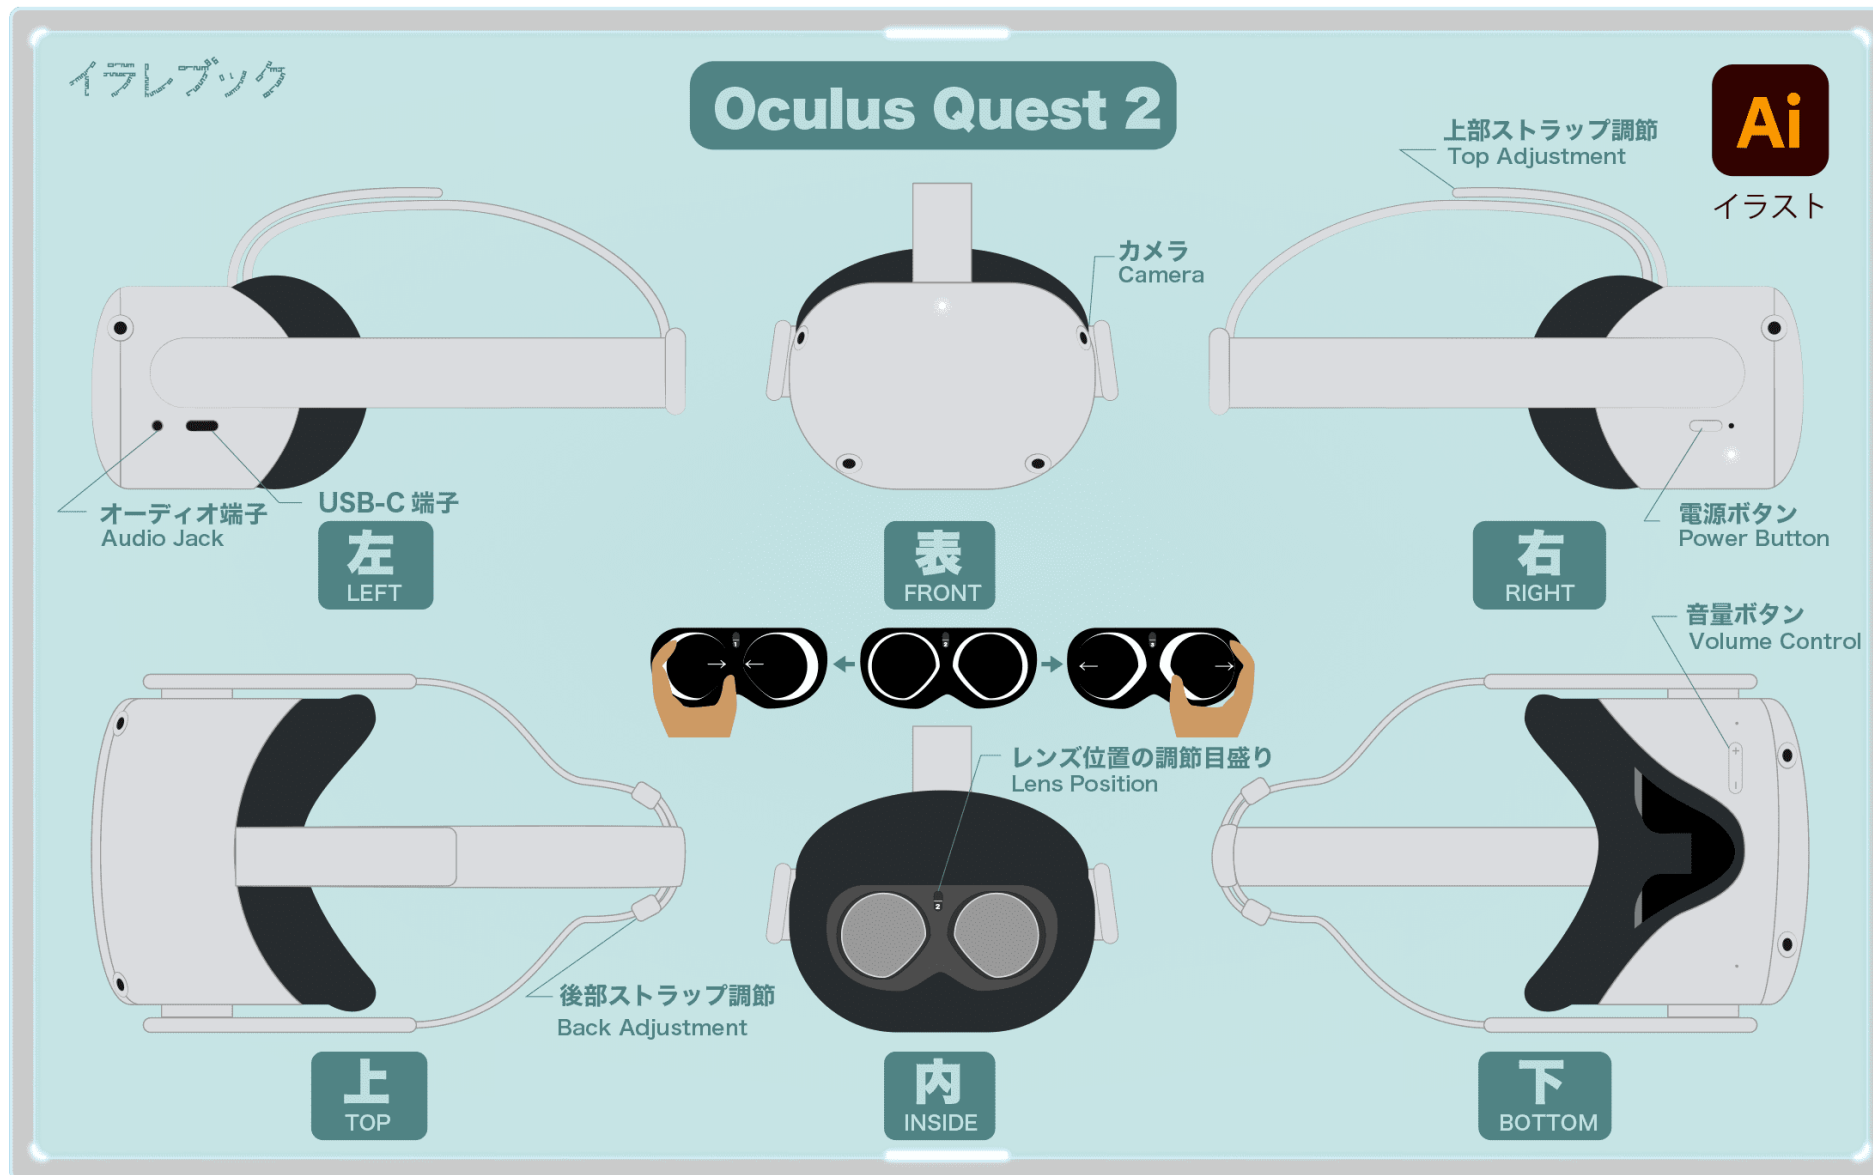 イラレブック
Oculus Quest 2
Ai
イラスト
上部ストラップ調節
Top Adjustment
カメラ
Camera
オーディオ端子
Audio Jack
USB-C 端子
電源ボタン
Power Button
左
LEFT
表
FRONT
右
RIGHT
音量ボタン
Volume Control
1
2
3
レンズ位置の調節目盛り
Lens Position
2
+
-
後部ストラップ調節
Back Adjustment
上
TOP
内
INSIDE
下
BOTTOM